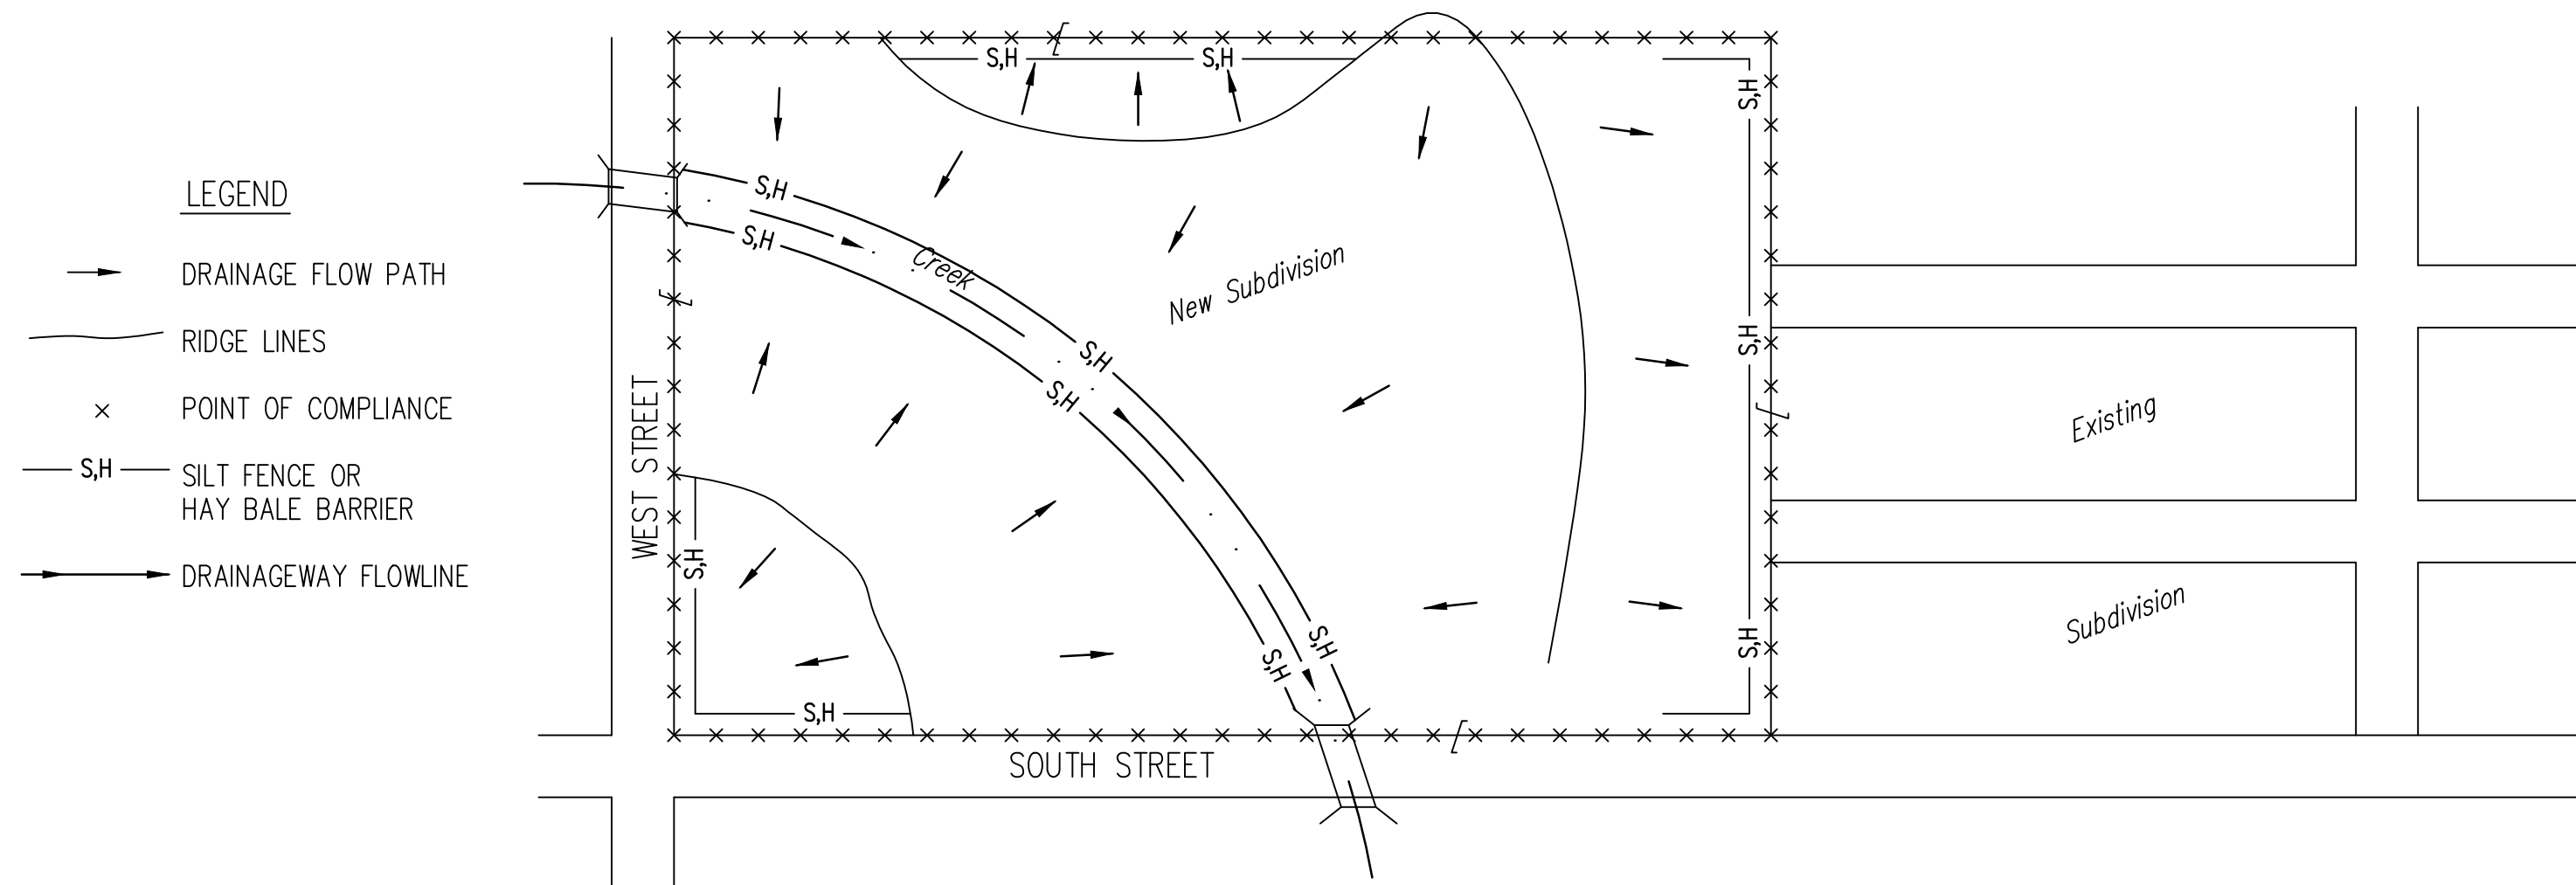 LEGEND
DRAINAGE FLOW PATH
RIDGE LINES
POINT OF COMPLIANCE
S,H
SILT FENCE OR
HAY BALE BARRIER
DRAINAGEWAY FLOWLINE
S,H
S,H
S,H
S,H
S,H
Creek
New Subdivision
S,H
S,H
S,H
WEST STREET
Existing
S,H
Subdivision
S,H
S,H
S,H
S,H
SOUTH STREET